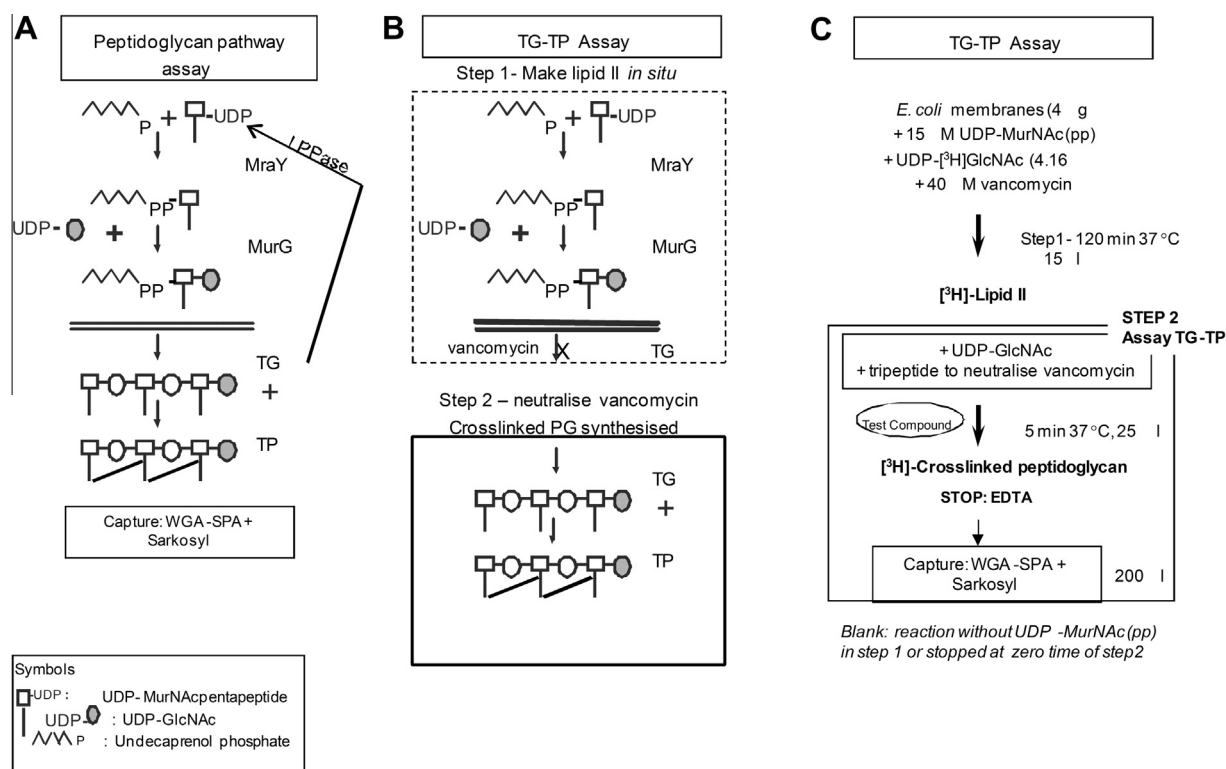 A
Peptidoglycan pathway
assay
P
+
-UDP
LPPase
MraY
PP
UDP-
+
MurG
PP
TG
+
TP
Capture: WGA-SPA +
Sarkosyl
Symbols
-UDP :
UDP-MurNAcpentapeptide
UDP-
: UDP-GlcNAc
P
: Undecaprenol phosphate
B
TG-TP Assay
Step 1- Make lipid II in situ
P
+
-UDP
MraY
PP
UDP-
+
MurG
PP
vancomycin
X
TG
Step 2 – neutralise vancomycin
Crosslinked PG synthesised
TG
+
TP
C
TG-TP Assay
E. coli membranes (4 g
+15 M UDP-MurNAc(pp)
+UDP-[³H]GlcNAc (4.16
+40 M vancomycin
Step1- 120 min 37 °C
15 l
[³H]-Lipid II
STEP 2
Assay TG-TP
+UDP-GlcNAc
+tripeptide to neutralise vancomycin
Test Compound
5 min 37 °C, 25 l
[³H]-Crosslinked peptidoglycan
STOP: EDTA
Capture: WGA-SPA +
Sarkosyl
200 l
Blank: reaction without UDP -MurNAc(pp)
in step 1 or stopped at zero time of step2